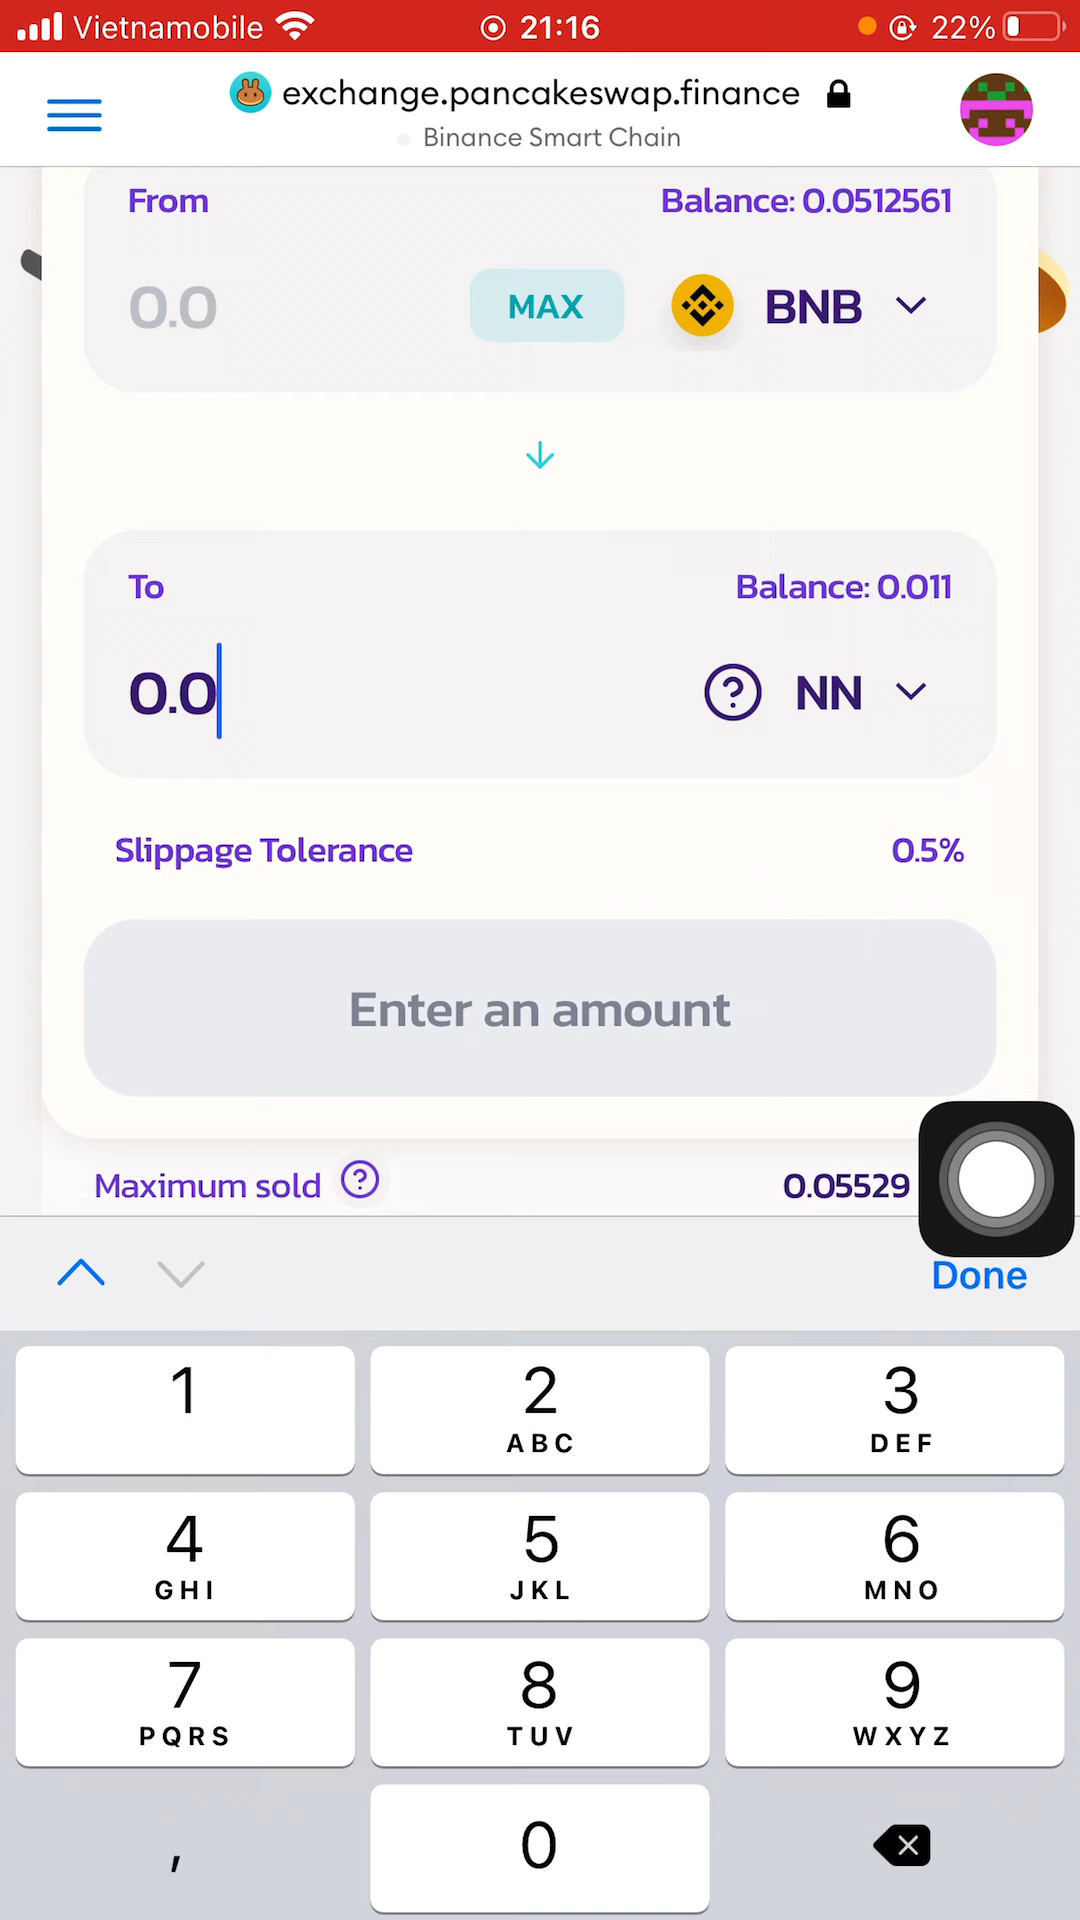 Vietnamobile 21:16 22%
exchange.pancakeswap.finance
Binance Smart Chain
From Balance: 0.0512561
0.0 MAX BNB
To Balance: 0.011
0.0 ? NN
Slippage Tolerance 0.5%
Enter an amount
Maximum sold ? 0.05529
Done
1 2 3
ABC DEF
4 5 6
GHI JKL MNO
7 8 9
PQRS TUV WXYZ
, 0